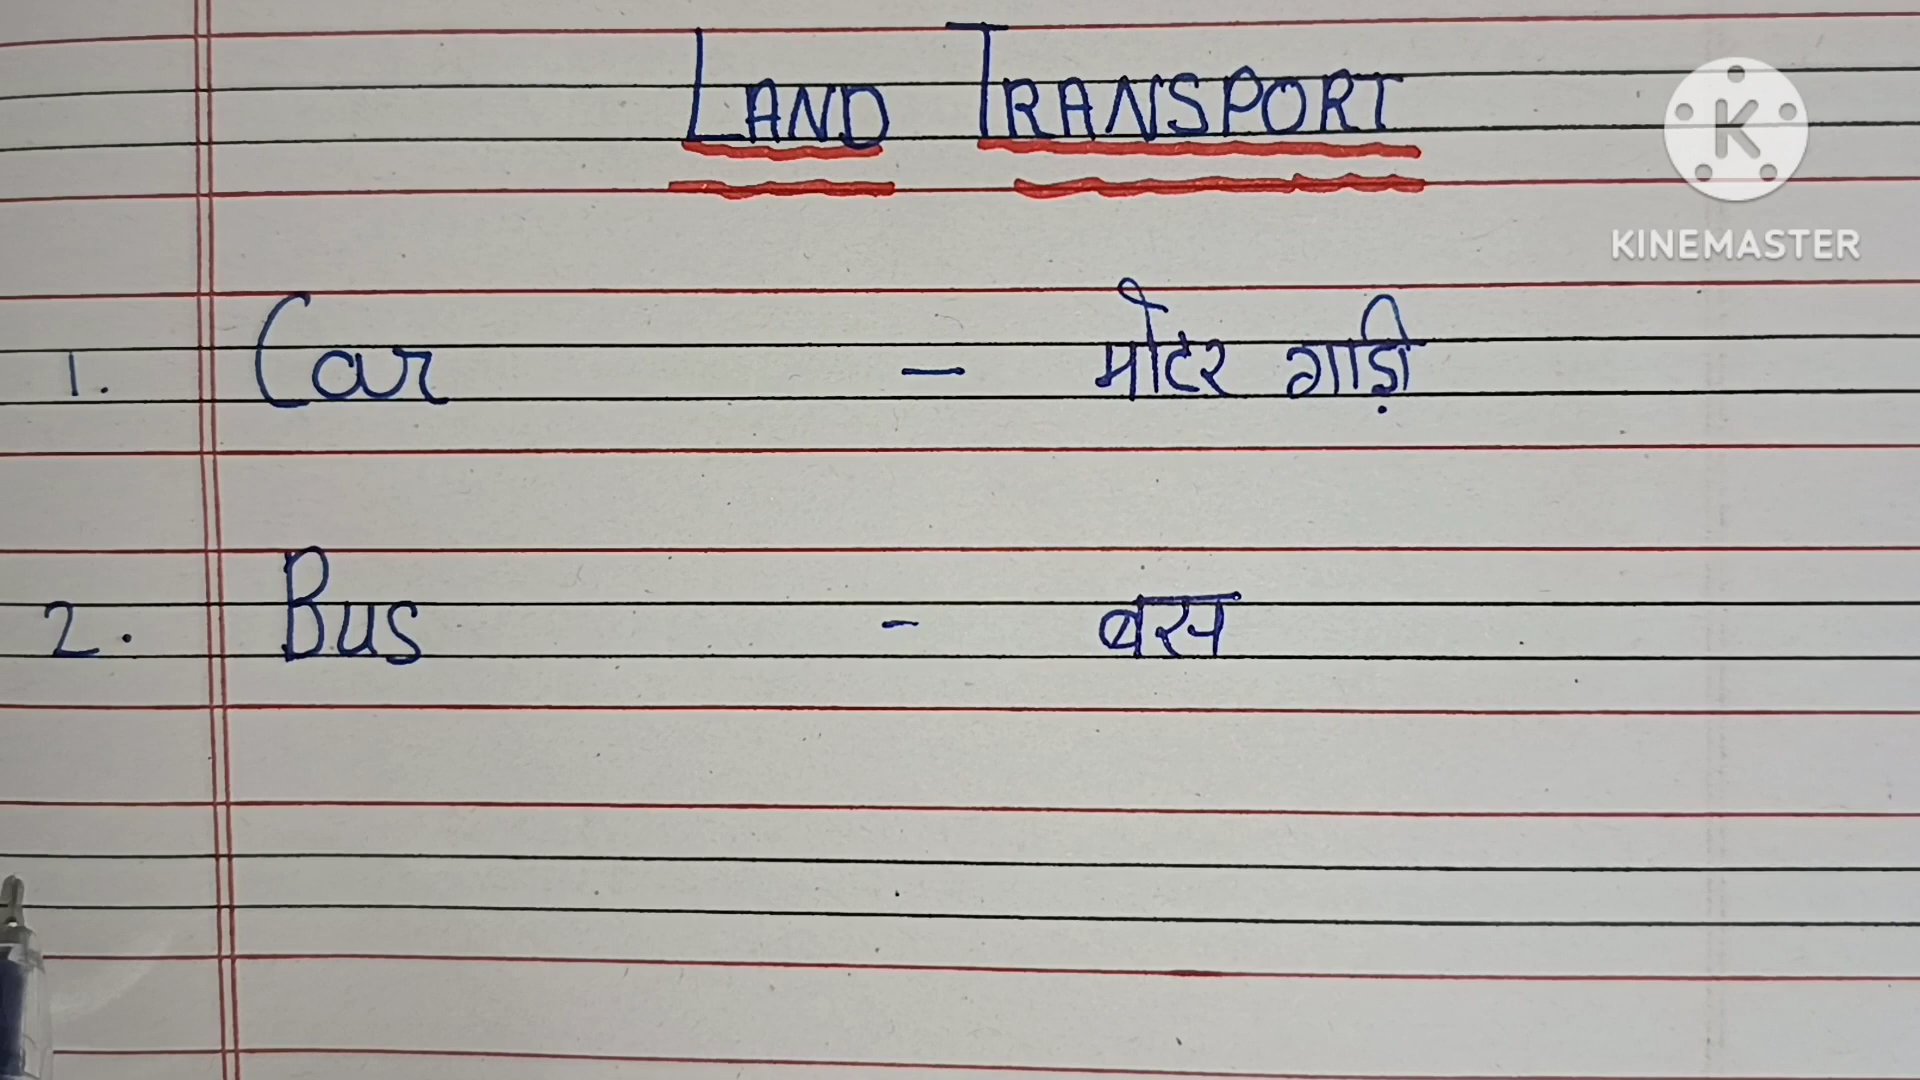 LAND TRANSPORT
KINEMASTER
1. Car - मोटर गाड़ी
2. Bus - बस